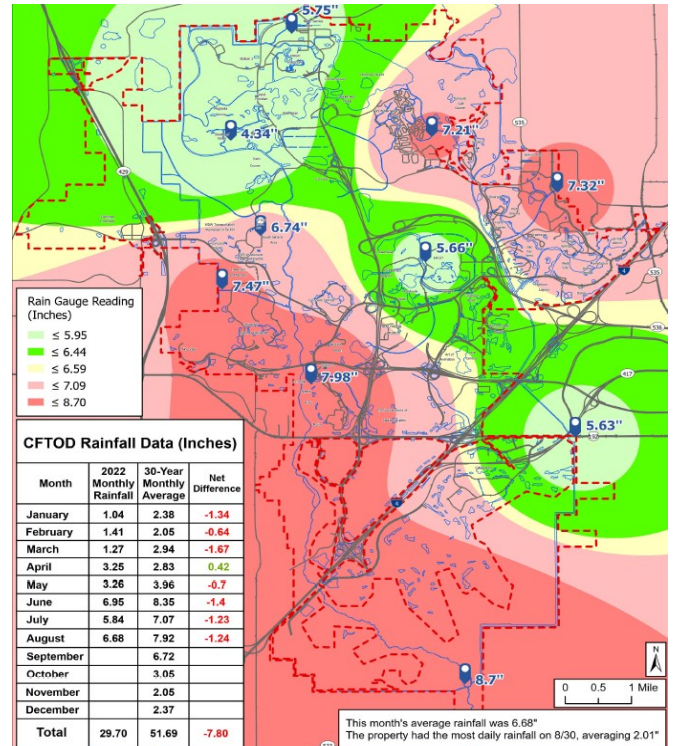 5.75"
4.34"
7.21"
535
7.32"
429
6.74"
5.66"
4
535
7.47"
536
Rain Gauge Reading
(Inches)
≤ 5.95
≤ 6.44
≤ 6.59
≤ 7.09
≤ 8.70
7.98"
417
5.63"
CFTOD Rainfall Data (Inches)
Month 2022 Monthly Rainfall 30-Year Monthly Average Net Difference
January 1.04 2.38 -1.34
February 1.41 2.05 -0.64
March 1.27 2.94 -1.67
April 3.25 2.83 0.42
May 3.26 3.96 -0.7
June 6.95 8.35 -1.4
July 5.84 7.07 -1.23
August 6.68 7.92 -1.24
September 6.72
October 3.05
November 2.05
December 2.37
Total 29.70 51.69 -7.80
4
8.7"
N
0 0.5 1 Mile
This month's average rainfall was 6.68"
The property had the most daily rainfall on 8/30, averaging 2.01"